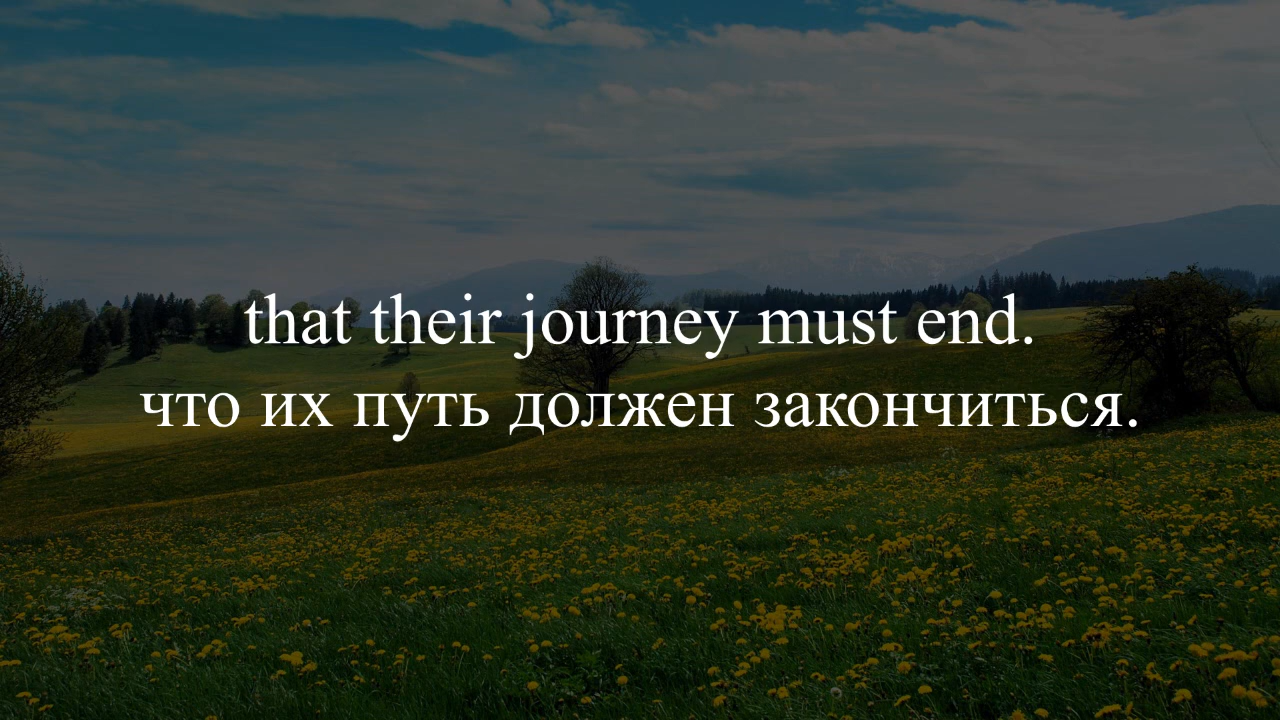 that their journey must end.
что их путь должен закончиться.